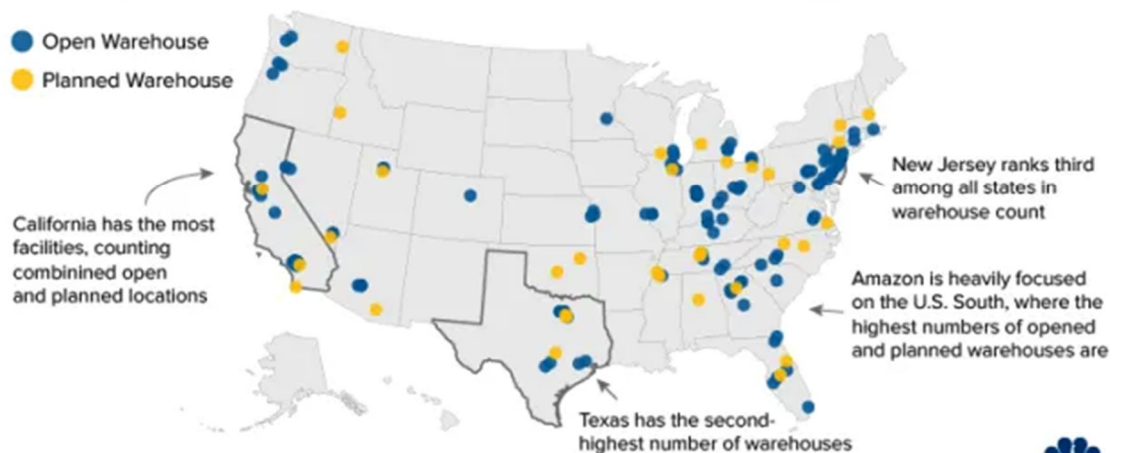 Open Warehouse
Planned Warehouse
California has the most
facilities, counting
combinined open
and planned locations
New Jersey ranks third
among all states in
warehouse count
Amazon is heavily focused
on the U.S. South, where the
highest numbers of opened
and planned warehouses are
Texas has the second-
highest number of warehouses